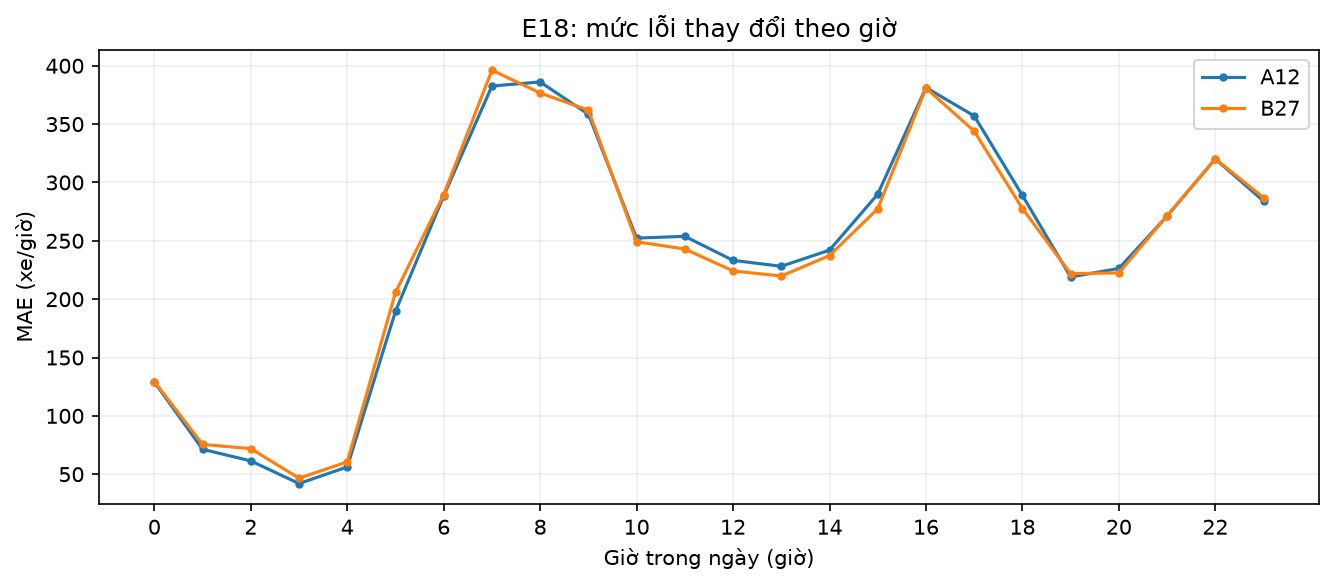 E18: mức lỗi thay đổi theo giờ
A12
B27
MAE (xe/giờ)
400
350
300
250
200
150
100
50
0 2 4 6 8 10 12 14 16 18 20 22
Giờ trong ngày (giờ)